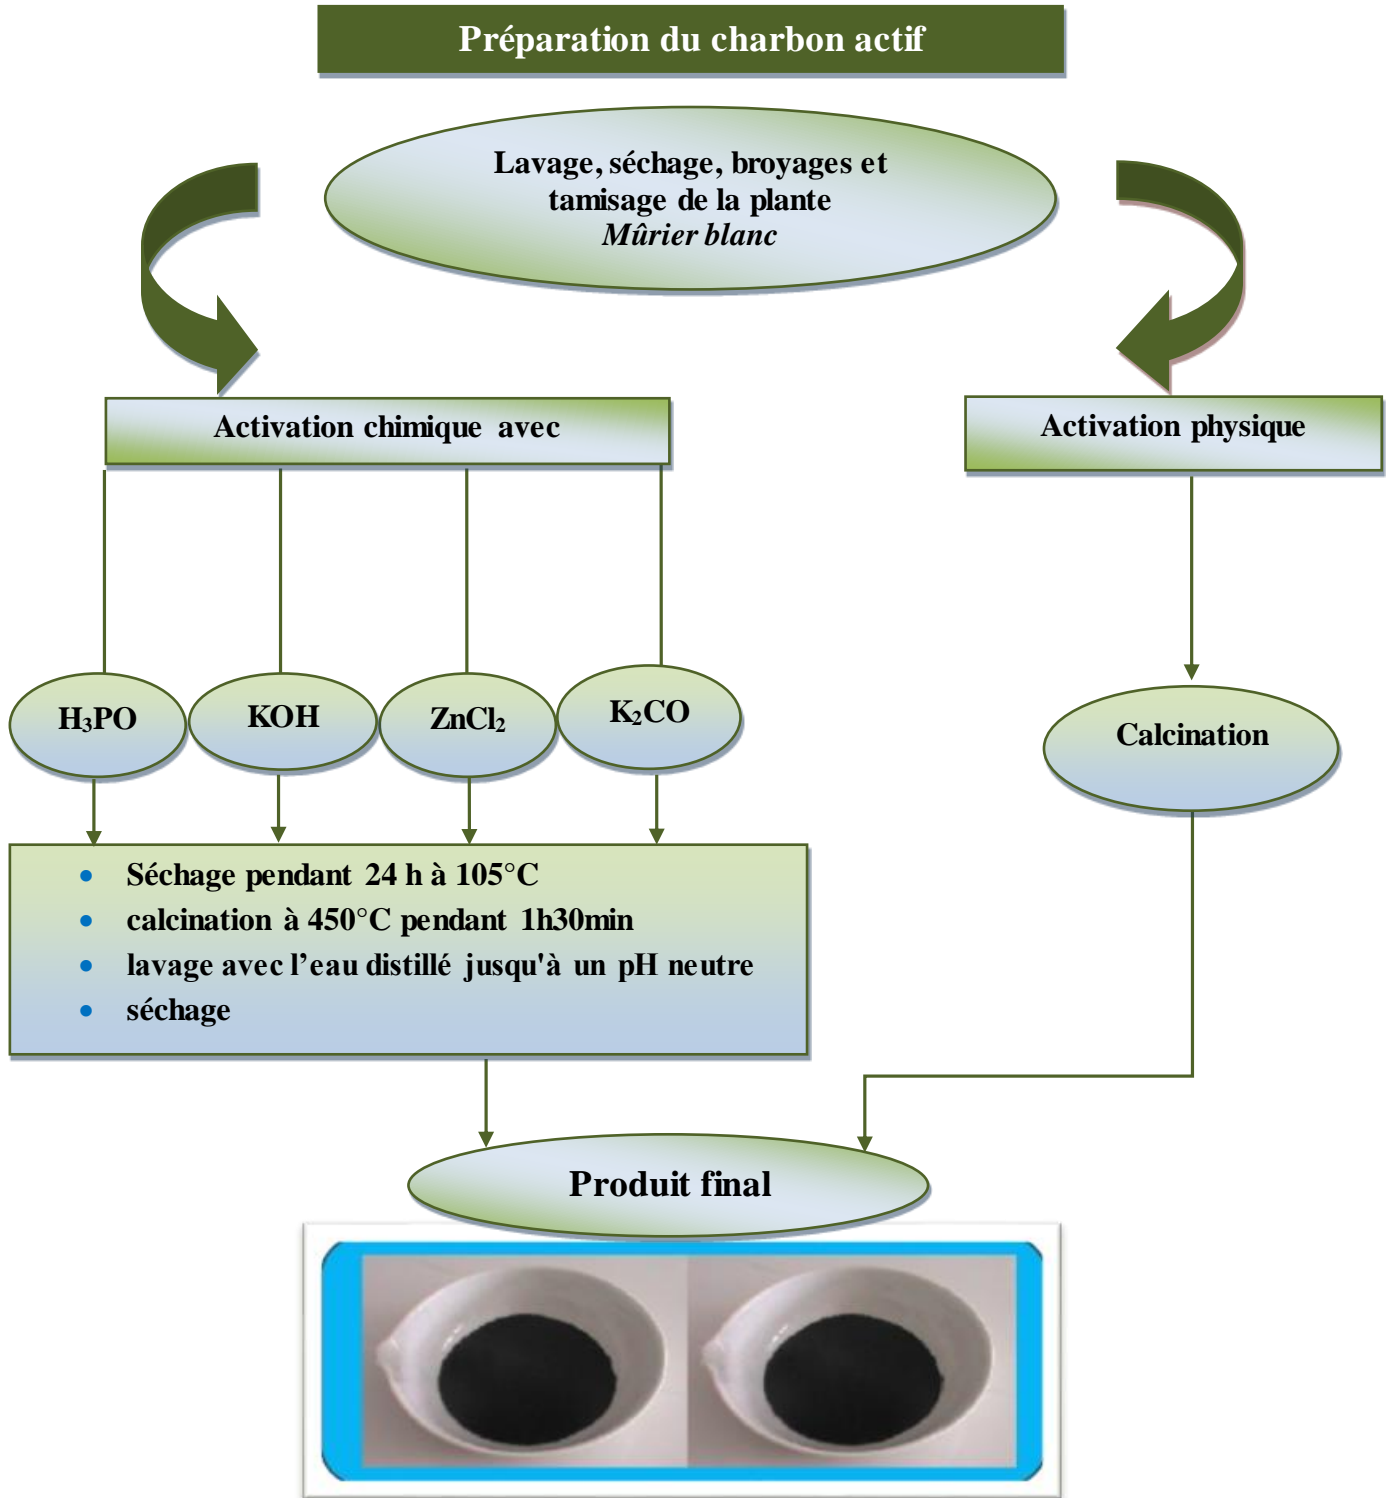 Préparation du charbon actif
Lavage, séchage, broyages et
tamisage de la plante
Mûrier blanc
Activation chimique avec
Activation physique
H₃PO
KOH
ZnCl₂
K₂CO
Calcination
• Séchage pendant 24 h à 105°C
• calcination à 450°C pendant 1h30min
• lavage avec l’eau distillé jusqu'à un pH neutre
• séchage
Produit final